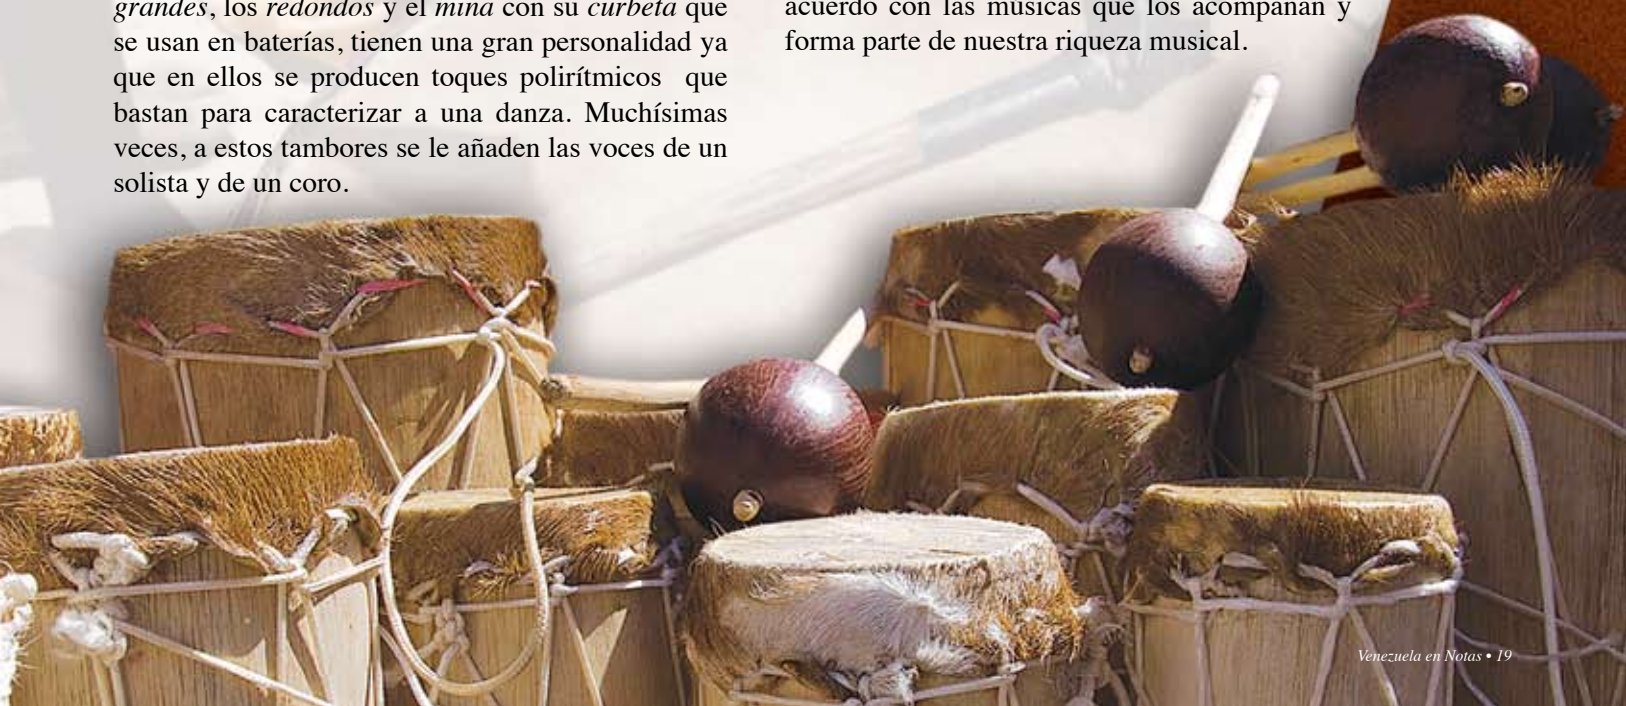 grandes, los redondos y el mina con su curbeta que
se usan en baterías, tienen una gran personalidad ya
que en ellos se producen toques polirítmicos que
bastan para caracterizar a una danza. Muchísimas
veces, a estos tambores se le añaden las voces de un
solista y de un coro.
acuerdo con las músicas que los acompañan y
forma parte de nuestra riqueza musical.
Venezuela en Notas • 19